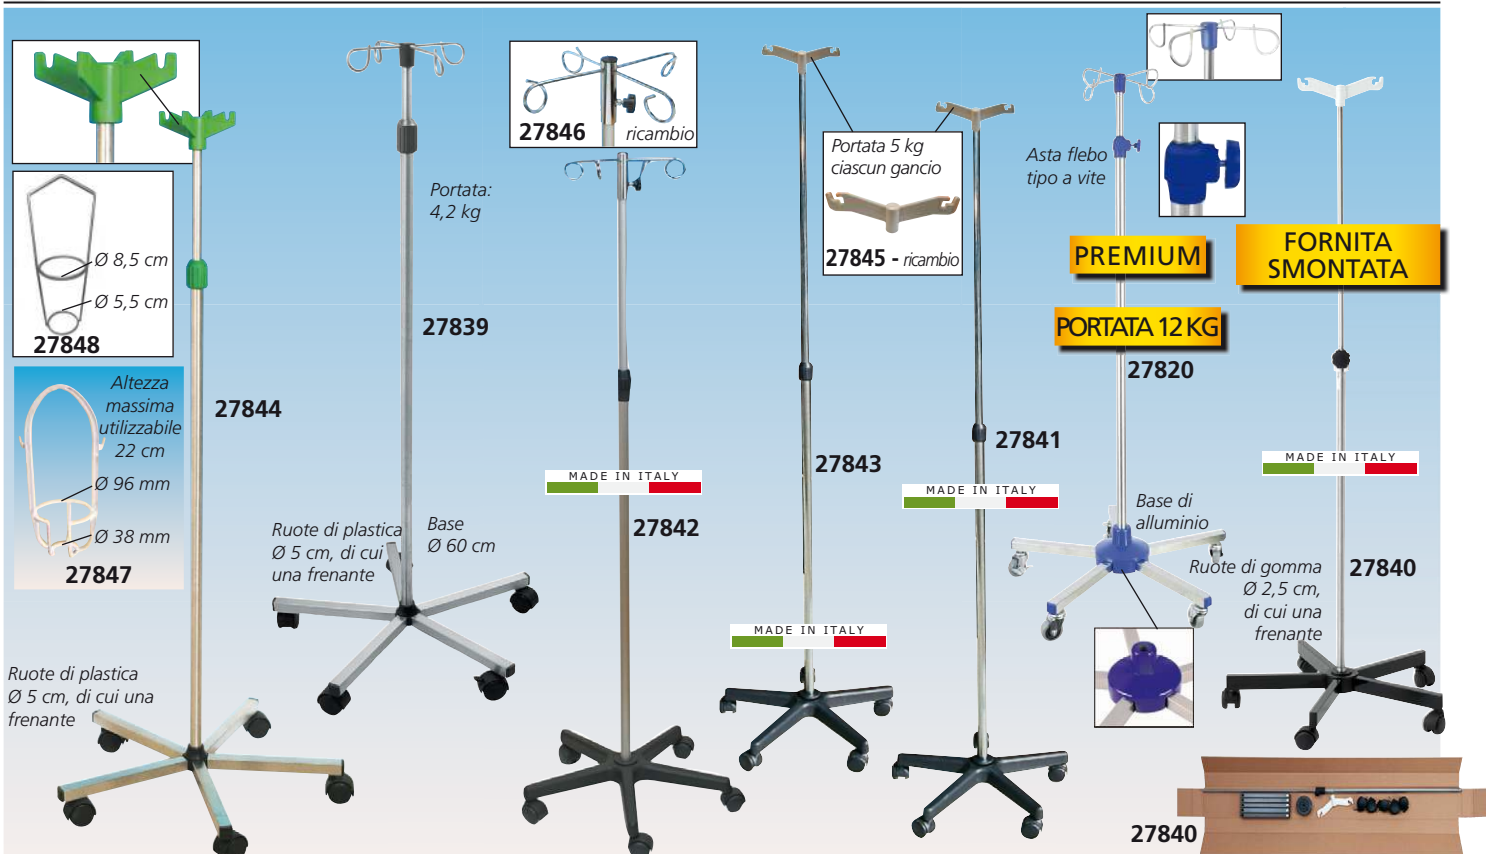 27846 ricambio
Portata:
4,2 kg
Ø 8,5 cm
Ø 5,5 cm
27848
Altezza
massima
utilizzabile
22 cm
Ø 96 mm
Ø 38 mm
27847
27844
Ruote di plastica
Ø 5 cm, di cui una
frenante
27839
Ruote di plastica
Ø 5 cm, di cui
una frenante
Base
Ø 60 cm
MADE IN ITALY
27842
Portata 5 kg
ciascun gancio
27845 - ricambio
27843
MADE IN ITALY
27841
MADE IN ITALY
Asta flebo
tipo a vite
PREMIUM
PORTATA 12 KG
27820
Base di
alluminio
FORNITA
SMONTATA
MADE IN ITALY
Ruote di gomma
Ø 2,5 cm,
di cui una
frenante
27840
27840